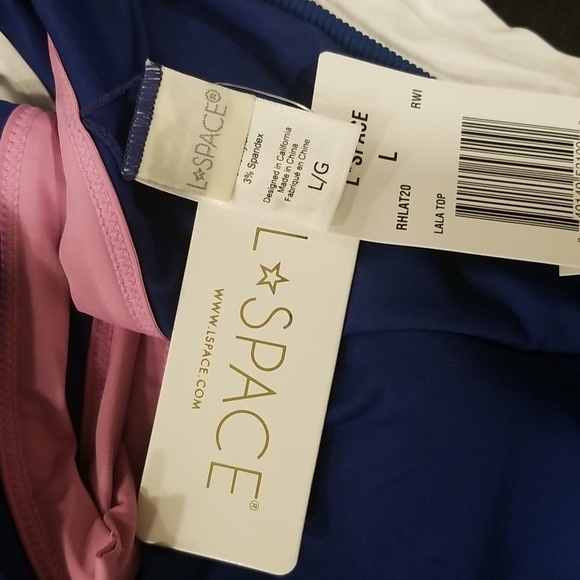 L☆SPACE®
3% Spandex
Designed in California
Made in China
Fabriqué en Chine
L/G
L☆SPACE®
WWW.LSPACE.COM
L
RHLAT20
RWI
LALA TOP